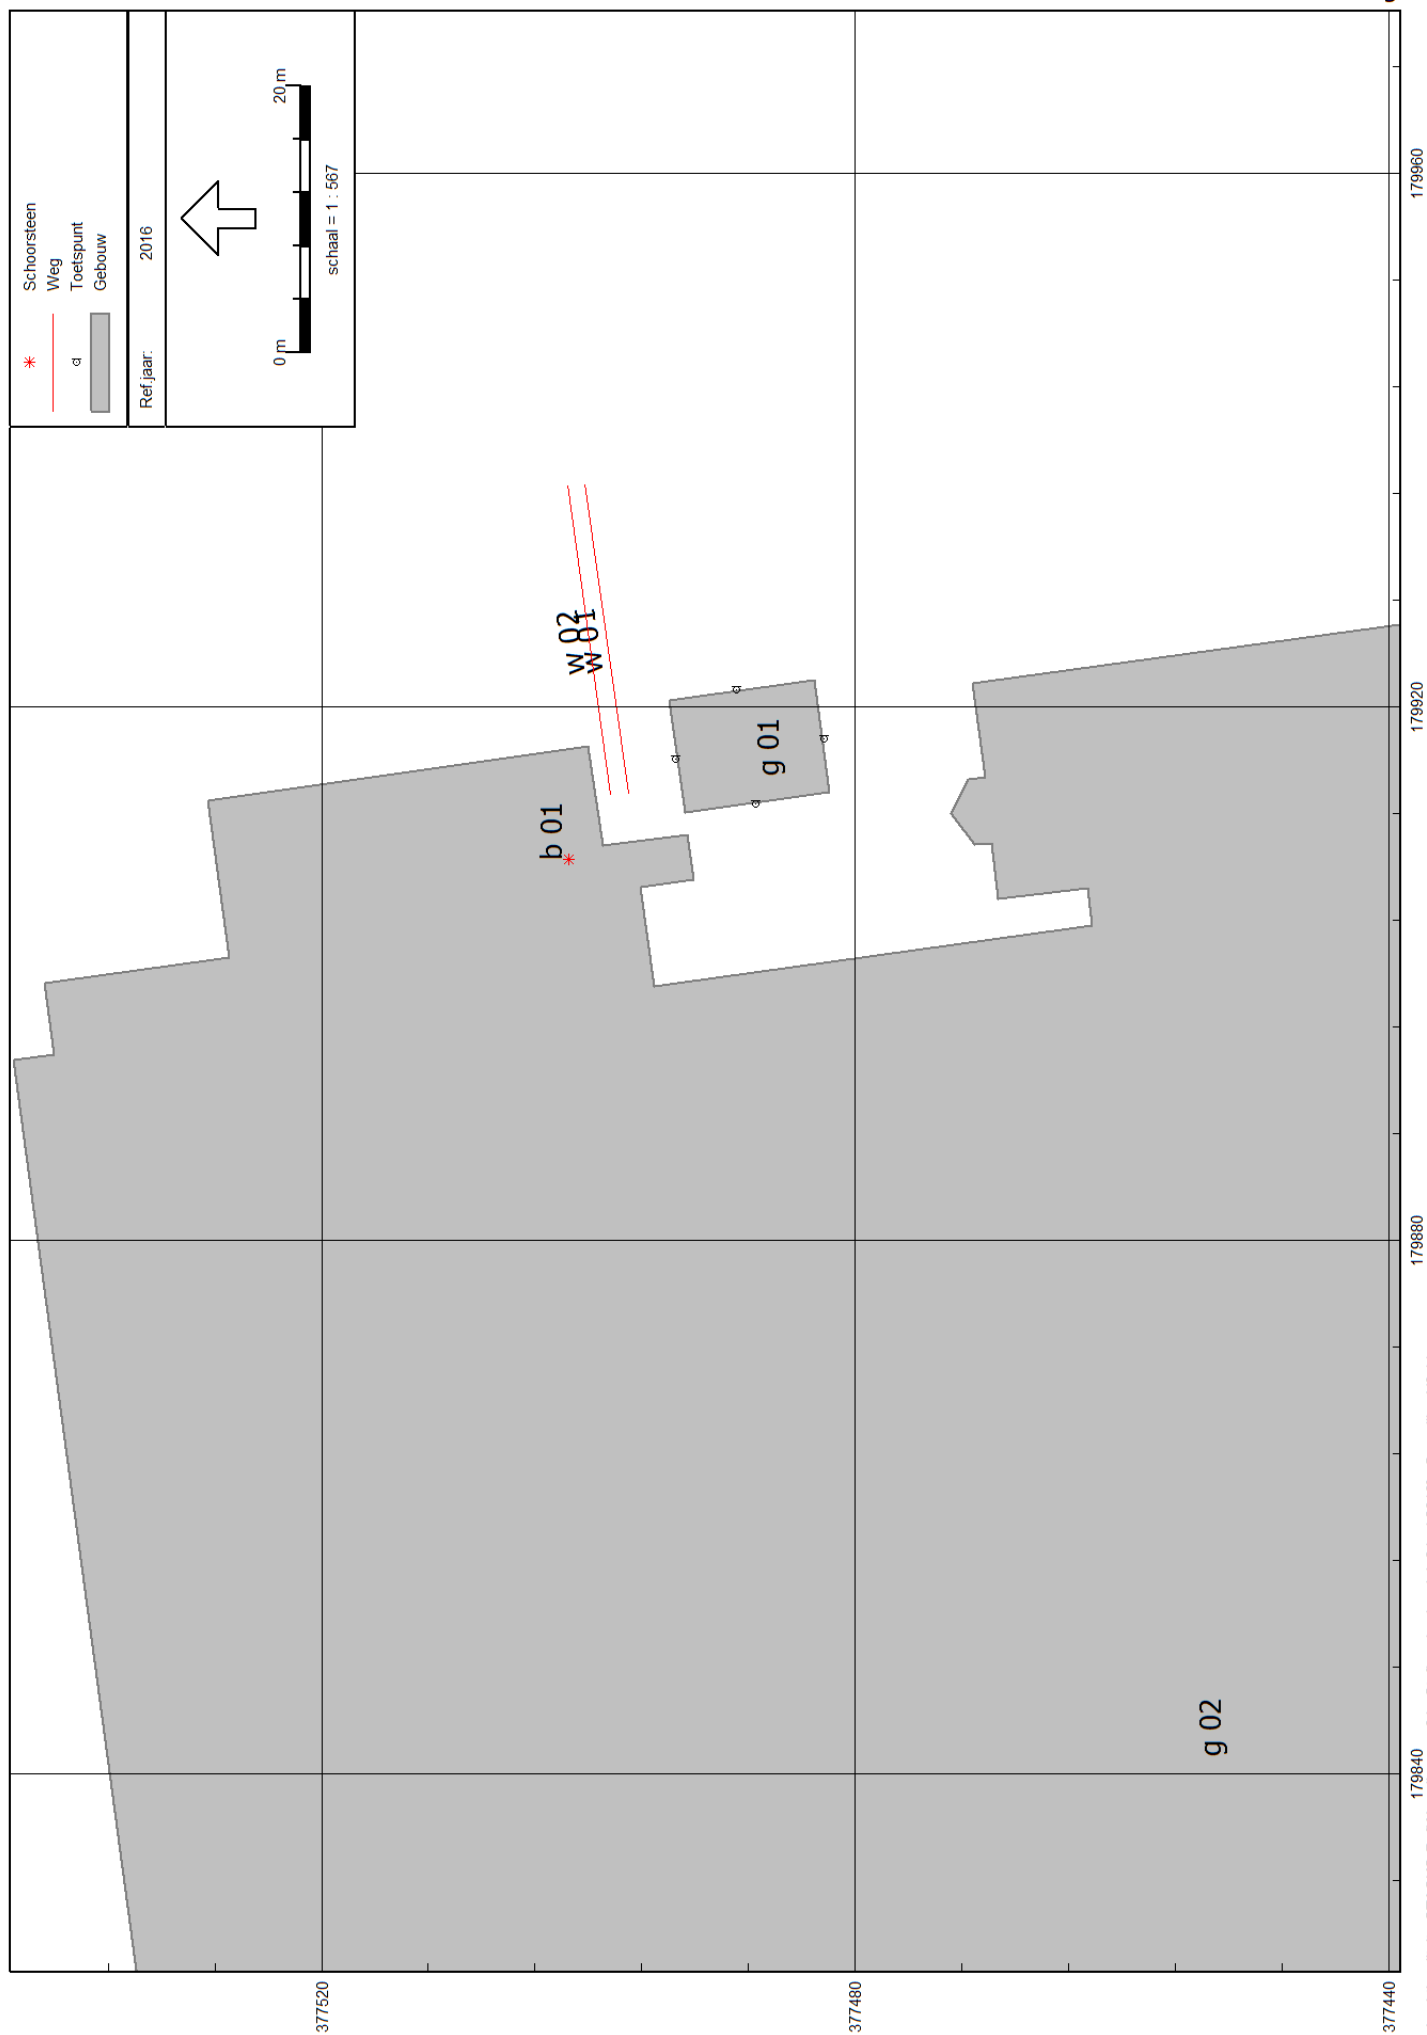 Schoorsteen
Weg
Toetspunt
Gebouw
Ref.jaar: 2016
0 m 20 m
schaal = 1 : 567
w 02
w 01
b 01
g 01
g 02
377520
377480
377440
179840
179880
179920
179960